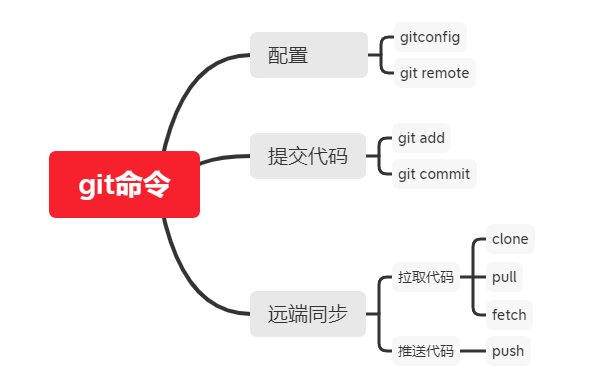 git命令
配置
gitconfig
git remote
提交代码
git add
git commit
远端同步
拉取代码
clone
pull
fetch
推送代码
push